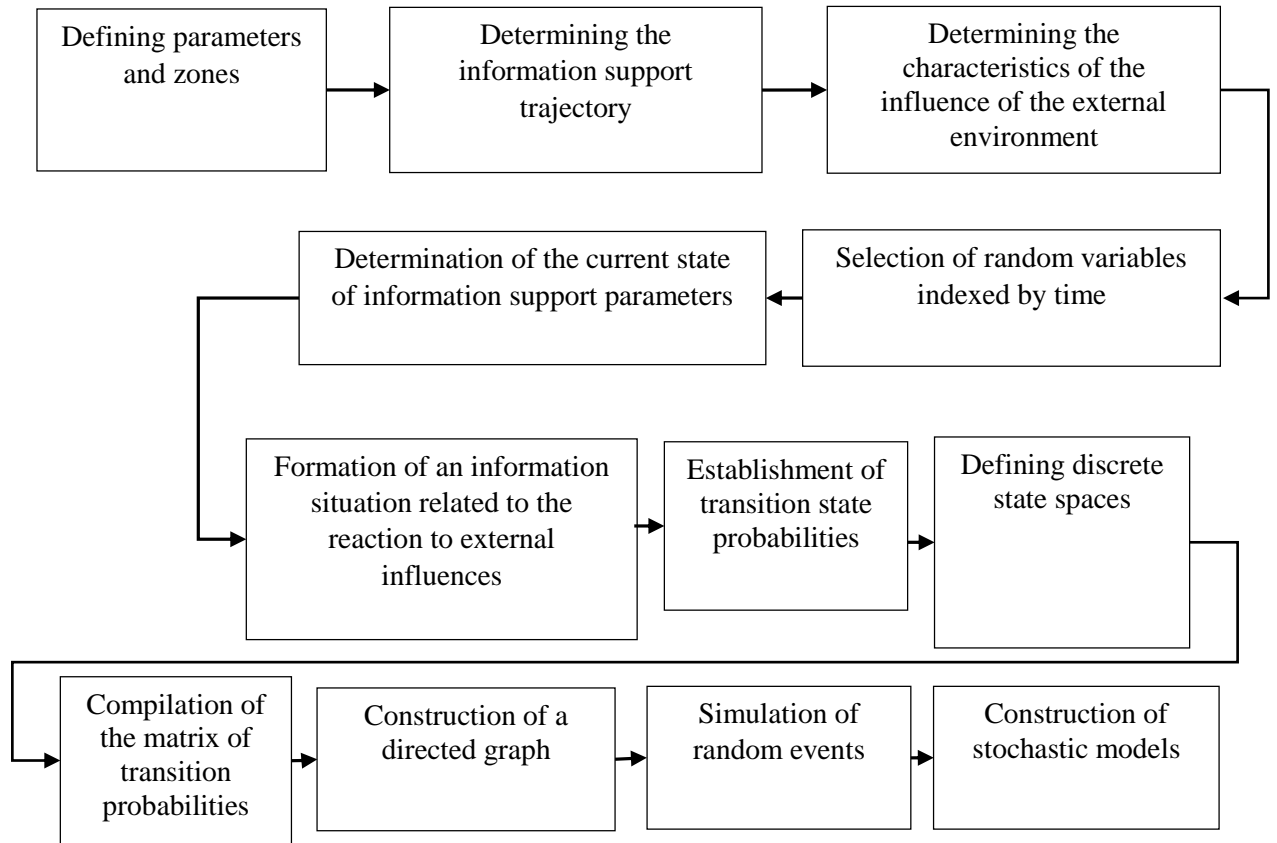 Defining parameters
and zones
Determining the
information support
trajectory
Determining the
characteristics of the
influence of the external
environment
Determination of the current state
of information support parameters
Selection of random variables
indexed by time
Formation of an information
situation related to the
reaction to external
influences
Establishment of
transition state
probabilities
Defining discrete
state spaces
Compilation of
the matrix of
transition
probabilities
Construction of a
directed graph
Simulation of
random events
Construction of
stochastic models